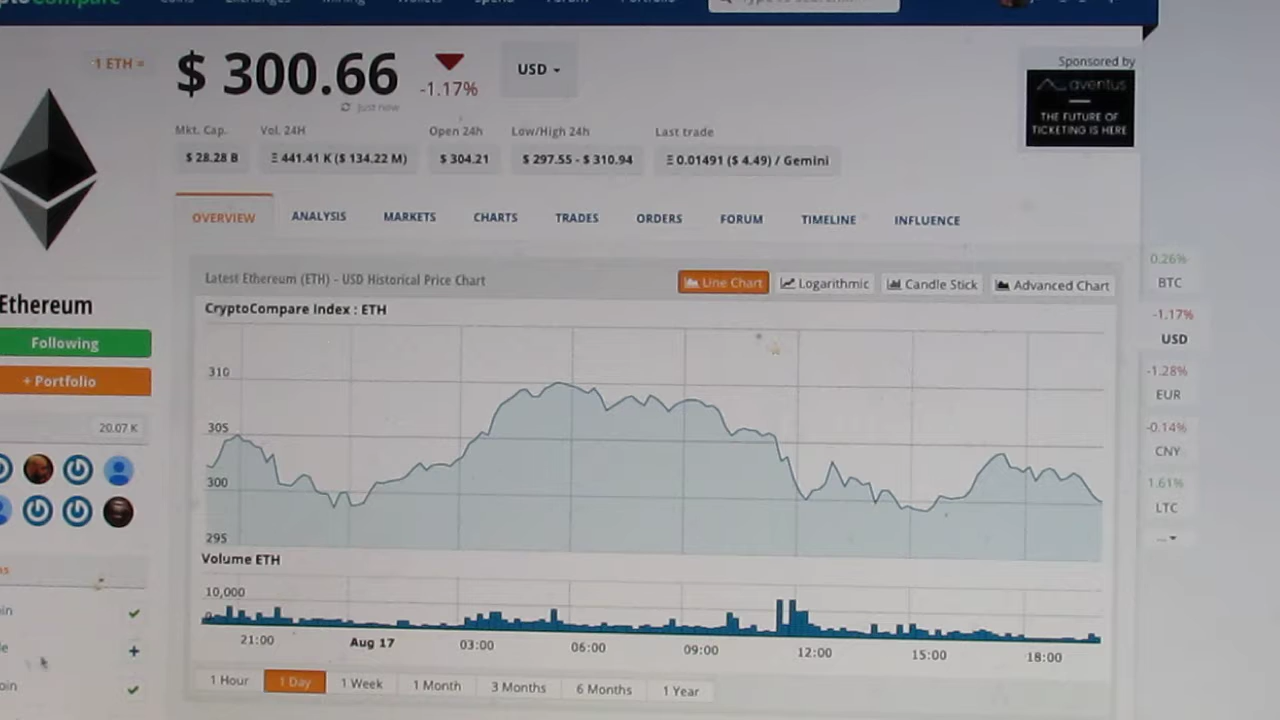 1 ETH =
$ 300.66
-1.17%
USD
Just now
Sponsored by
aventus
THE FUTURE OF
TICKETING IS HERE
Mkt. Cap.
Vol. 24H
Open 24h
Low/High 24h
Last trade
$ 28.28 B
Ξ 441.41 K ($ 134.22 M)
$ 304.21
$ 297.55 - $ 310.94
Ξ 0.01491 ($ 4.49) / Gemini
OVERVIEW
ANALYSIS
MARKETS
CHARTS
TRADES
ORDERS
FORUM
TIMELINE
INFLUENCE
Ethereum
Following
+ Portfolio
20.07 K
Latest Ethereum (ETH) - USD Historical Price Chart
Line Chart
Logarithmic
Candle Stick
Advanced Chart
CryptoCompare Index : ETH
310
305
300
295
Volume ETH
10,000
0
21:00
Aug 17
03:00
06:00
09:00
12:00
15:00
18:00
1 Hour
1 Day
1 Week
1 Month
3 Months
6 Months
1 Year
0.26%
BTC
-1.17%
USD
-1.28%
EUR
-0.14%
CNY
1.61%
LTC
...